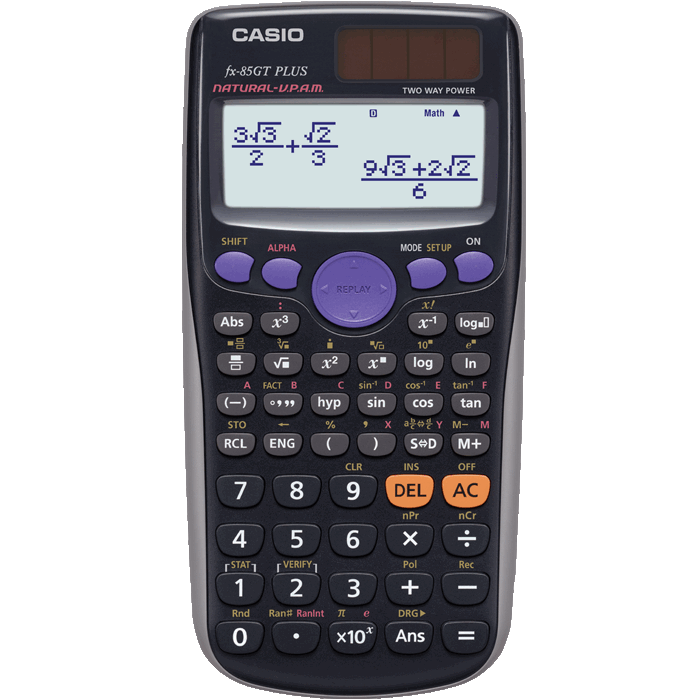 CASIO
fx-85GT PLUS
NATURAL-V.P.A.M.
TWO WAY POWER
D Math ▲
3√3/2 + √2/3
(9√3+2√2)/6
SHIFT ALPHA MODE SETUP ON
REPLAY
: x!
Abs x³ x⁻¹ log■□
■□/□ ³√■ ■̇ ■√□ 10■ e■
■/□ √■ x² x■ log ln
A FACT B C sin⁻¹ D cos⁻¹ E tan⁻¹ F
(−) °,,, hyp sin cos tan
STO ← % , X a b/c⇔d/c Y M− M
RCL ENG ( ) S⇔D M+
CLR INS OFF
7 8 9 DEL AC
nPr nCr
4 5 6 × ÷
STAT VERIFY Pol Rec
1 2 3 + −
Rnd Ran# RanInt π e DRG▶
0 • ×10ˣ Ans =